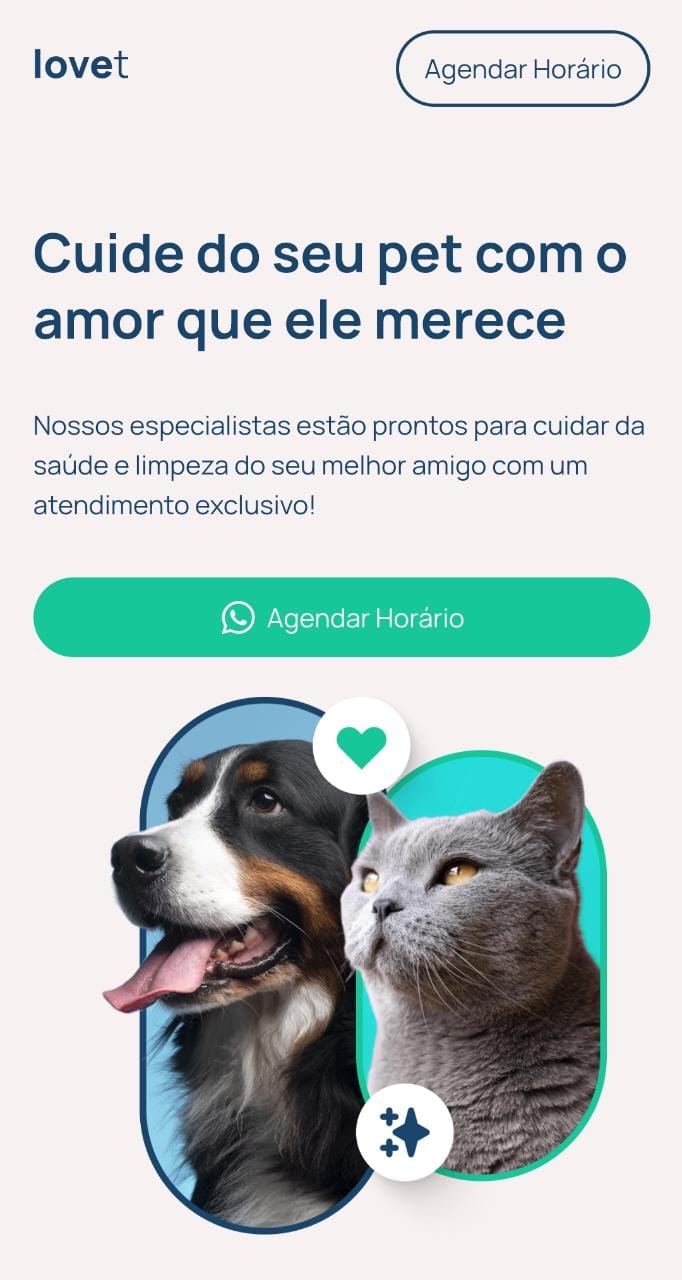 lovet
Agendar Horário
Cuide do seu pet com o
amor que ele merece
Nossos especialistas estão prontos para cuidar da
saúde e limpeza do seu melhor amigo com um
atendimento exclusivo!
Agendar Horário